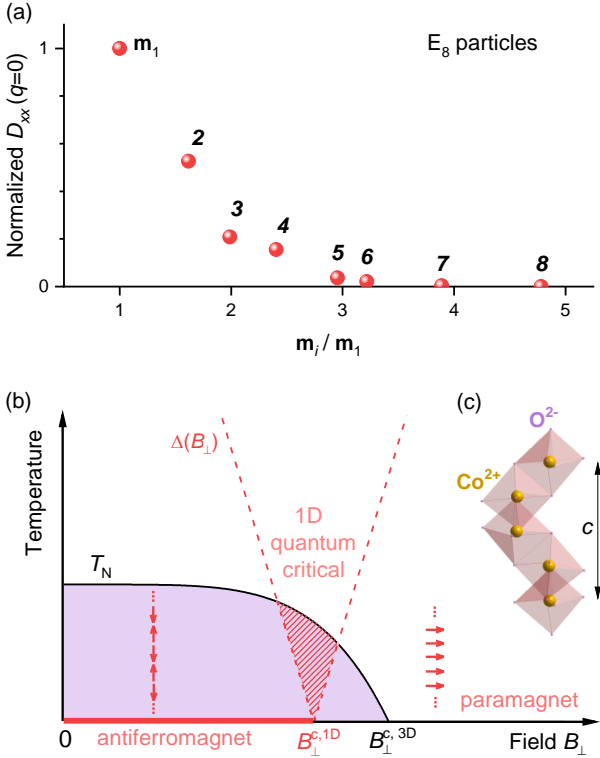 (a)
m₁
E₈ particles
Normalized Dₓₓ(q=0)
1
0
2
3
4
5
6
7
8
1 2 3 4 5
mᵢ / m₁
(b)
(c)
Temperature
Δ(B⊥)
1D
quantum
critical
T_N
O²⁻
Co²⁺
c
paramagnet
0
antiferromagnet
B⊥^{c,1D}
B⊥^{c, 3D}
Field B⊥